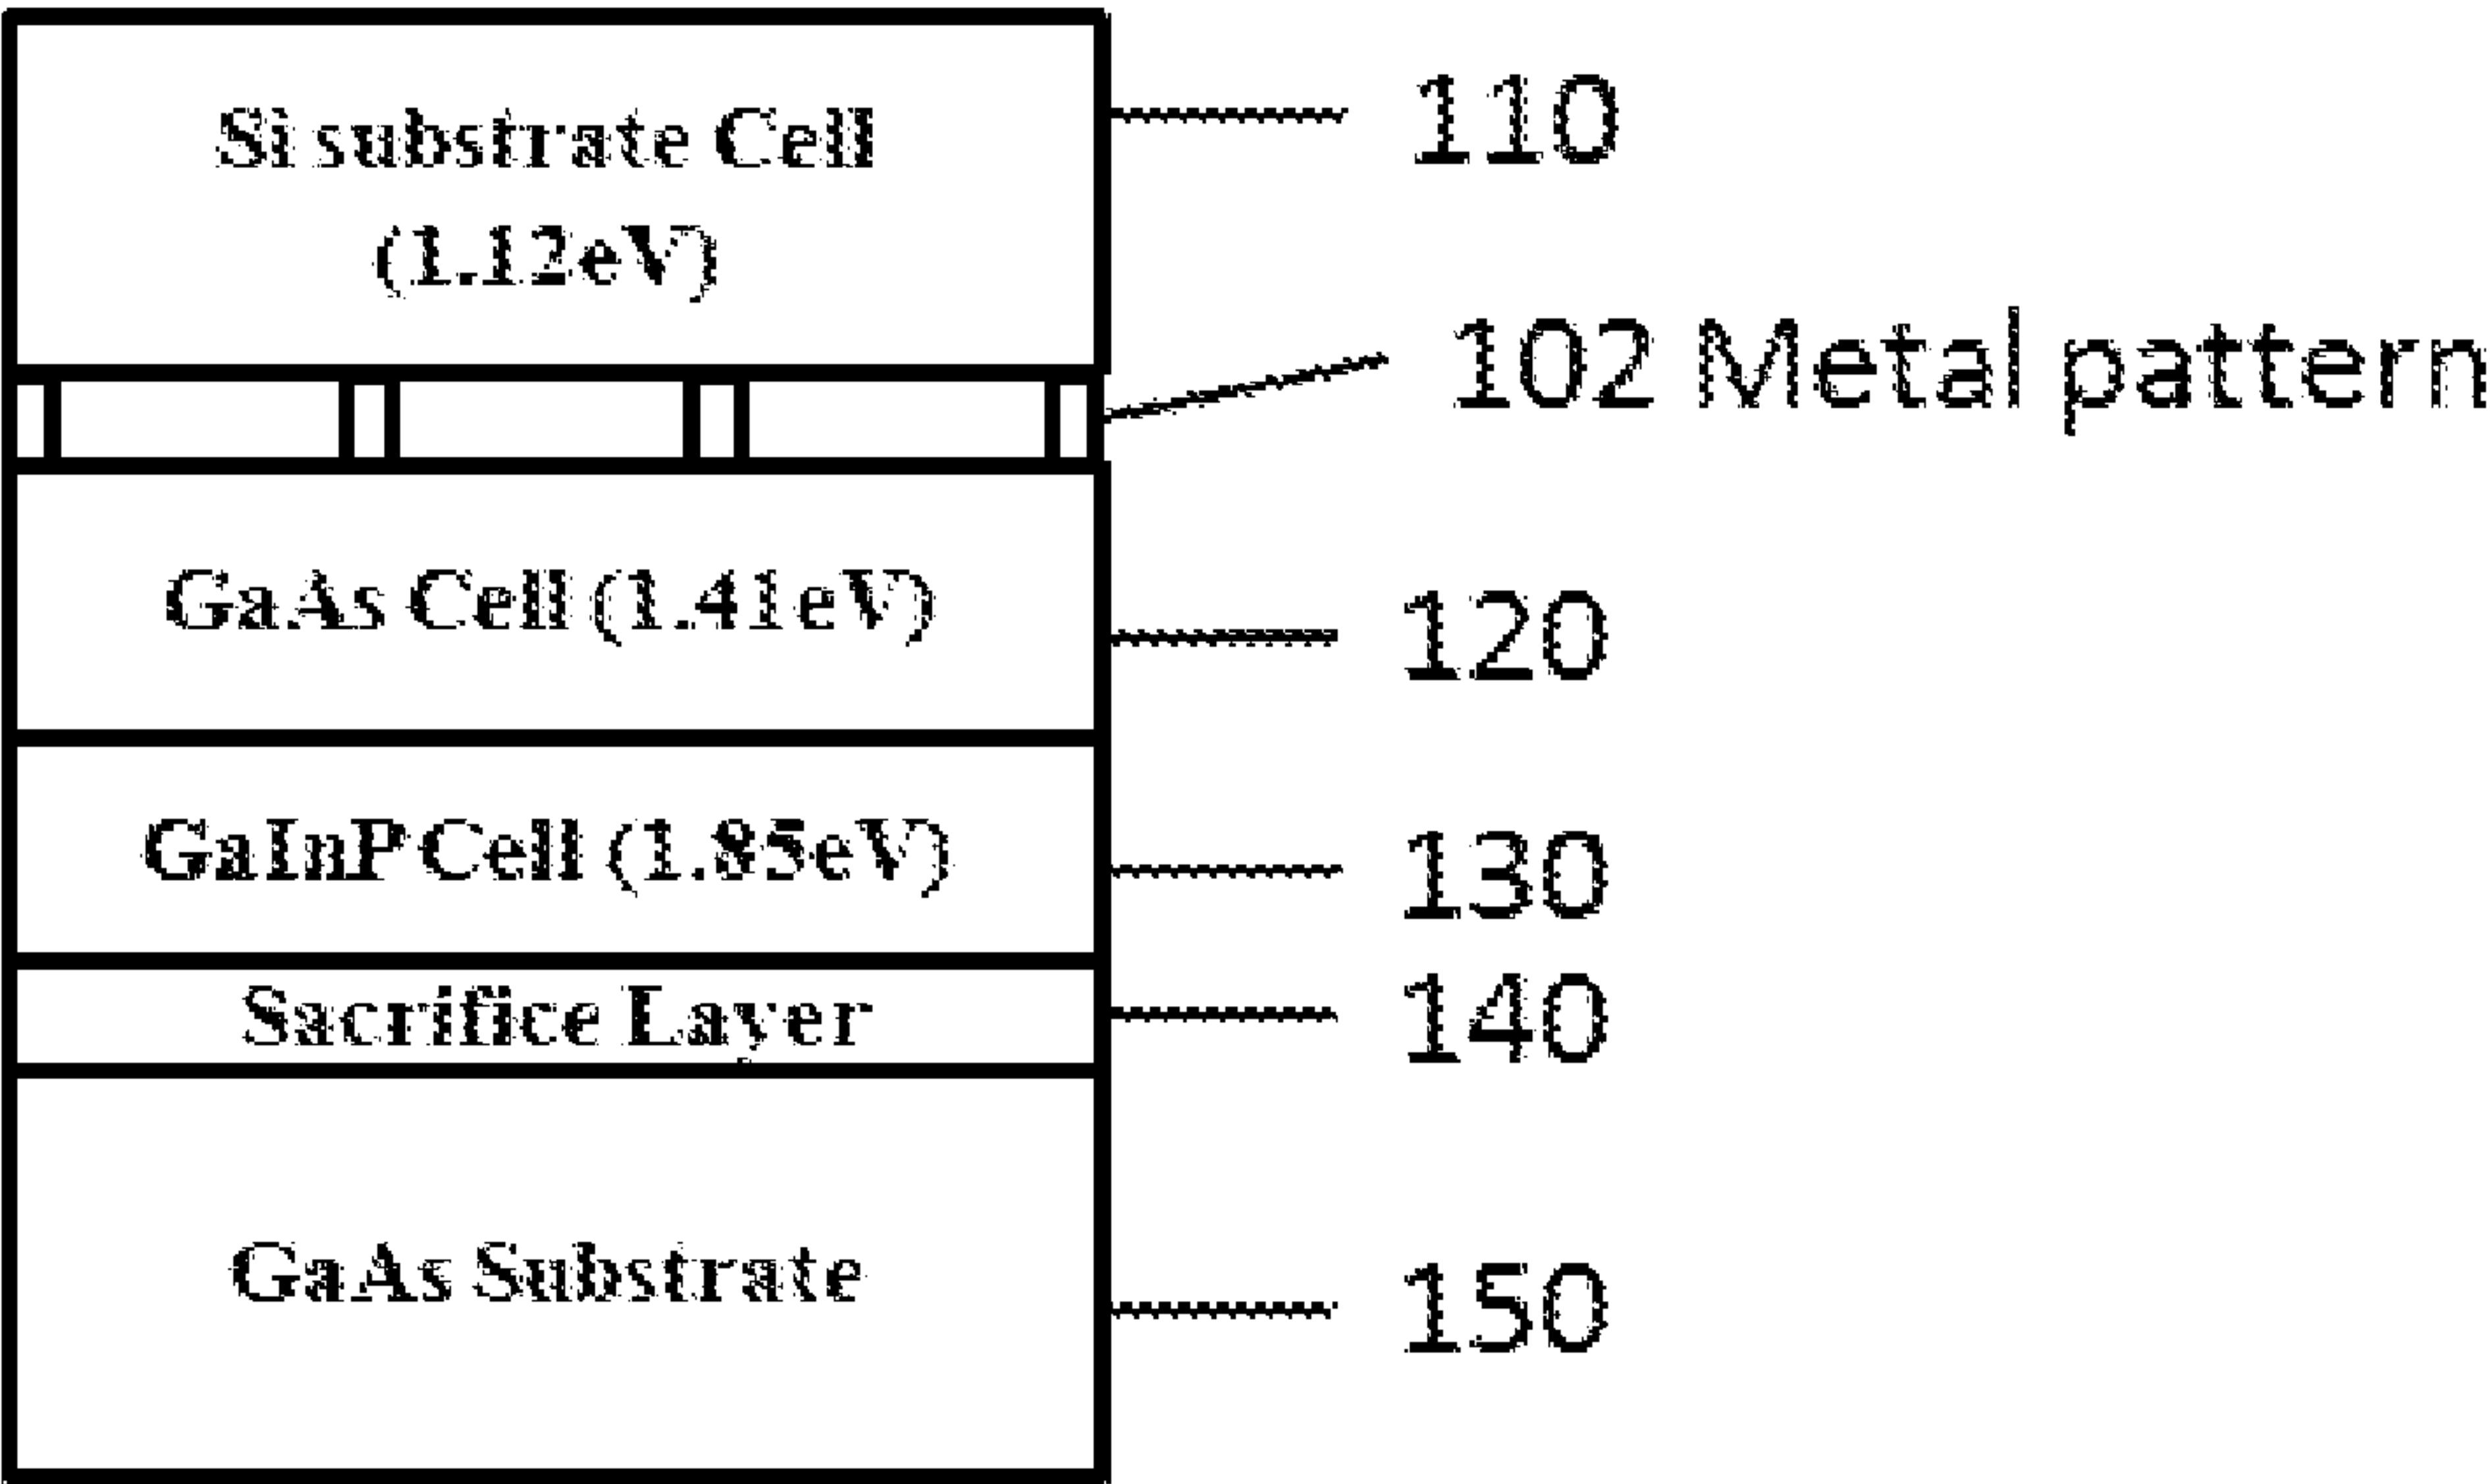 Si substrate Cell
(1.12eV)
110
102 Metal pattern
GaAs Cell (1.41eV)
120
GaInP Cell (1.85eV)
130
Sacrifice Layer
140
GaAs Substrate
150